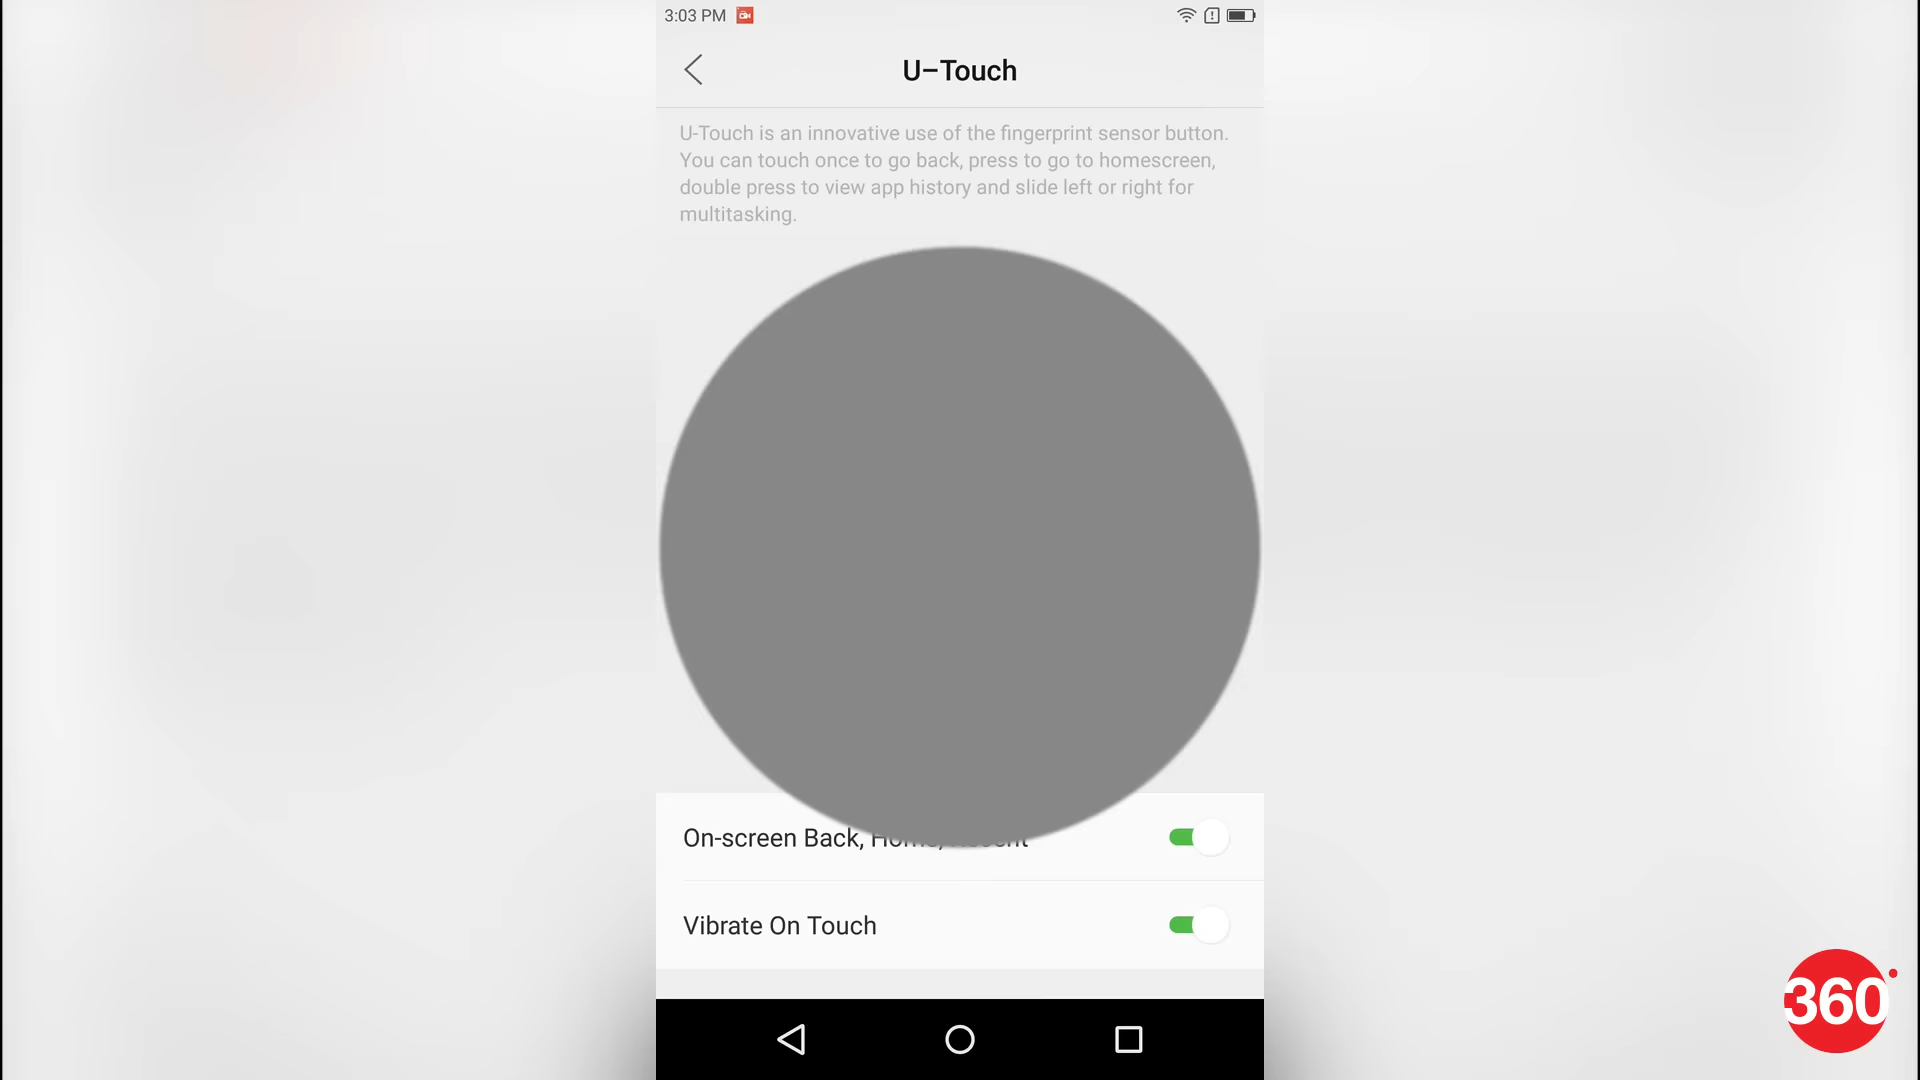 3:03 PM
U–Touch
U-Touch is an innovative use of the fingerprint sensor button.
You can touch once to go back, press to go to homescreen,
double press to view app history and slide left or right for
multitasking.
On-screen Back,
Vibrate On Touch
360